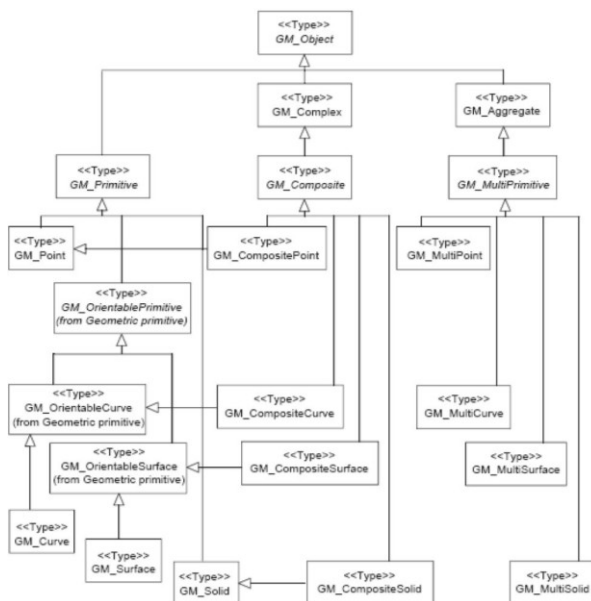 <<Type>>
GM_Object
<<Type>>
GM_Complex
<<Type>>
GM_Aggregate
<<Type>>
GM_Primitive
<<Type>>
GM_Composite
<<Type>>
GM_MultiPrimitive
<<Type>>
GM_Point
<<Type>>
GM_CompositePoint
<<Type>>
GM_MultiPoint
<<Type>>
GM_OrientablePrimitive
(from Geometric primitive)
<<Type>>
GM_OrientableCurve
(from Geometric primitive)
<<Type>>
GM_CompositeCurve
<<Type>>
GM_MultiCurve
<<Type>>
GM_OrientableSurface
(from Geometric primitive)
<<Type>>
GM_CompositeSurface
<<Type>>
GM_MultiSurface
<<Type>>
GM_Curve
<<Type>>
GM_Surface
<<Type>>
GM_Solid
<<Type>>
GM_CompositeSolid
<<Type>>
GM_MultiSolid